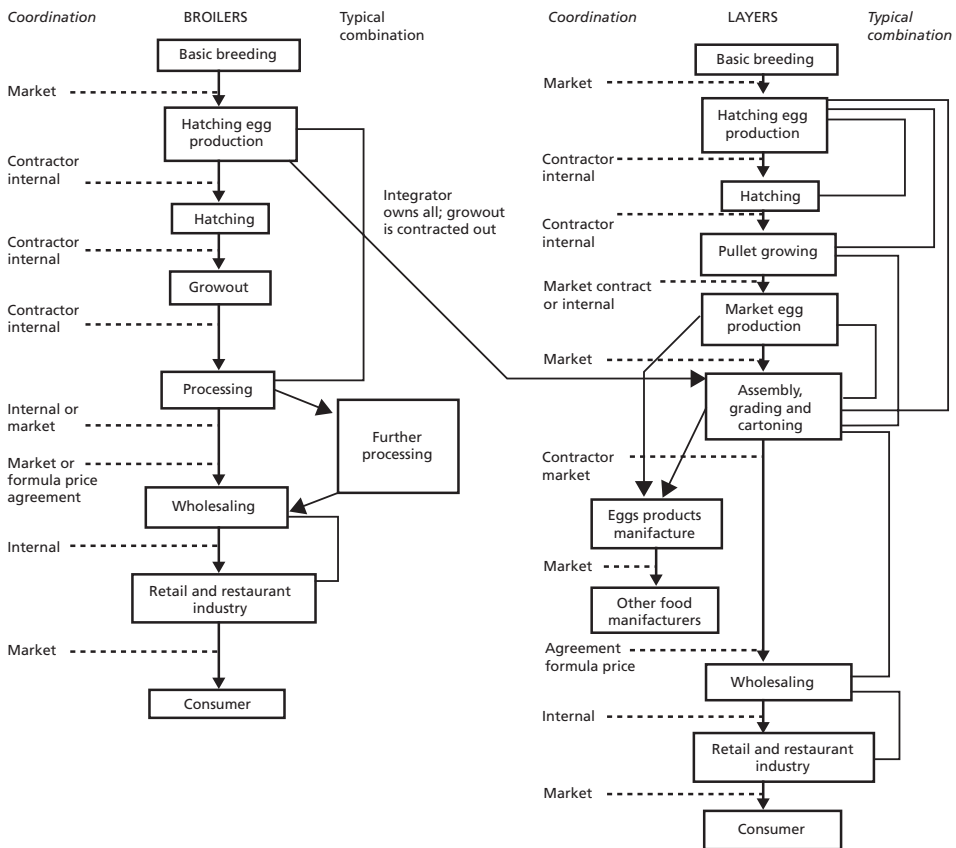 Coordination
BROILERS
Typical
combination
Basic breeding
Market
Hatching egg
production
Contractor
internal
Hatching
Contractor
internal
Growout
Contractor
internal
Integrator
owns all; growout
is contracted out
Processing
Internal or
market
Further
processing
Market or
formula price
agreement
Wholesaling
Internal
Retail and restaurant
industry
Market
Consumer
Coordination
LAYERS
Typical
combination
Basic breeding
Market
Hatching egg
production
Contractor
internal
Hatching
Contractor
internal
Pullet growing
Market contract
or internal
Market egg
production
Market
Assembly,
grading and
cartoning
Contractor
market
Eggs products
manifacture
Market
Other food
manifacturers
Agreement
formula price
Wholesaling
Internal
Retail and restaurant
industry
Market
Consumer